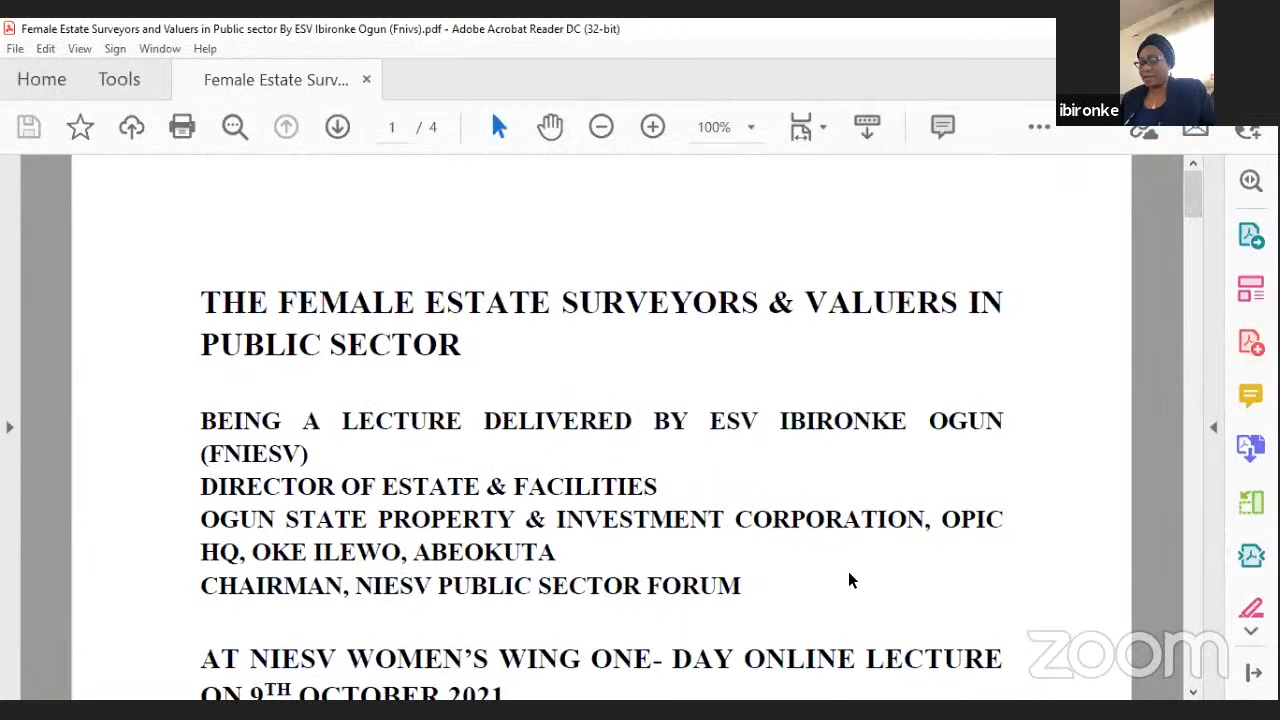 Female Estate Surveyors and Valuers in Public sector By ESV Ibironke Ogun (Fnivs).pdf - Adobe Acrobat Reader DC (32-bit)
File Edit View Sign Window Help
Home Tools Female Estate Surv... ×
1 / 4 100%
ibironke
THE FEMALE ESTATE SURVEYORS & VALUERS IN
PUBLIC SECTOR
BEING A LECTURE DELIVERED BY ESV IBIRONKE OGUN
(FNIESV)
DIRECTOR OF ESTATE & FACILITIES
OGUN STATE PROPERTY & INVESTMENT CORPORATION, OPIC
HQ, OKE ILEWO, ABEOKUTA
CHAIRMAN, NIESV PUBLIC SECTOR FORUM
AT NIESV WOMEN'S WING ONE- DAY ONLINE LECTURE
ON 9TH OCTOBER 2021
zoom